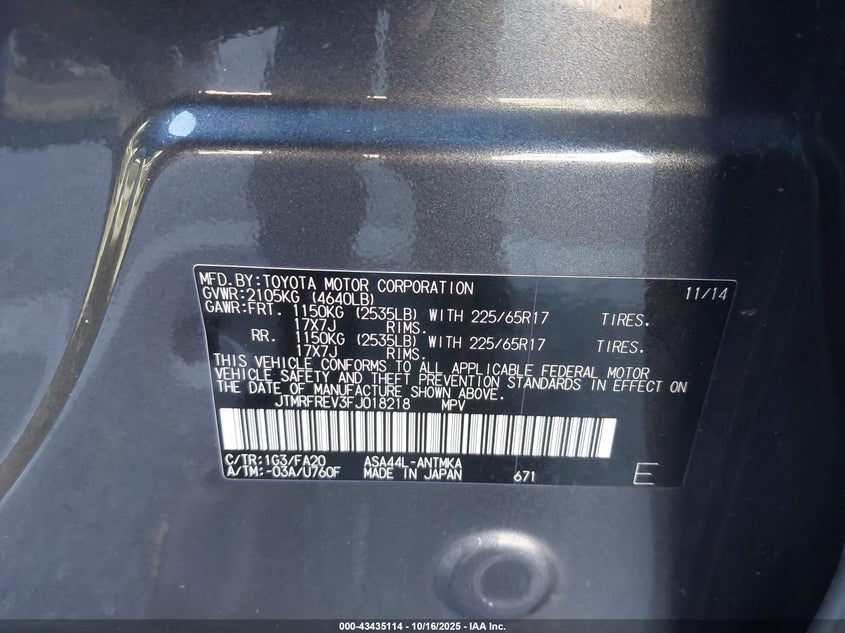 MFD.BY:TOYOTA MOTOR CORPORATION 11/14
GVWR:2105KG (4640LB)
GAWR:FRT. 1150KG (2535LB) WITH 225/65R17 TIRES.
17X7J RIMS.
RR. 1150KG (2535LB) WITH 225/65R17 TIRES.
17X7J RIMS.
THIS VEHICLE CONFORMS TO ALL APPLICABLE FEDERAL MOTOR
VEHICLE SAFETY AND THEFT PREVENTION STANDARDS IN EFFECT ON
THE DATE OF MANUFACTURE SHOWN ABOVE.
JTMRFREV3FJ018218 MPV
C/TR:1G3/FA20 ASA44L-ANTMKA
A/TM:-03A/U760F MADE IN JAPAN 671 E
000-43435114 - 10/16/2025 - IAA Inc.